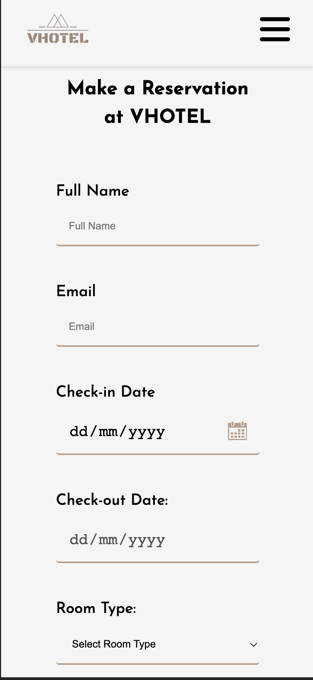 VHOTEL
Make a Reservation
at VHOTEL
Full Name
Full Name
Email
Email
Check-in Date
dd/mm/yyyy
Check-out Date:
dd/mm/yyyy
Room Type:
Select Room Type